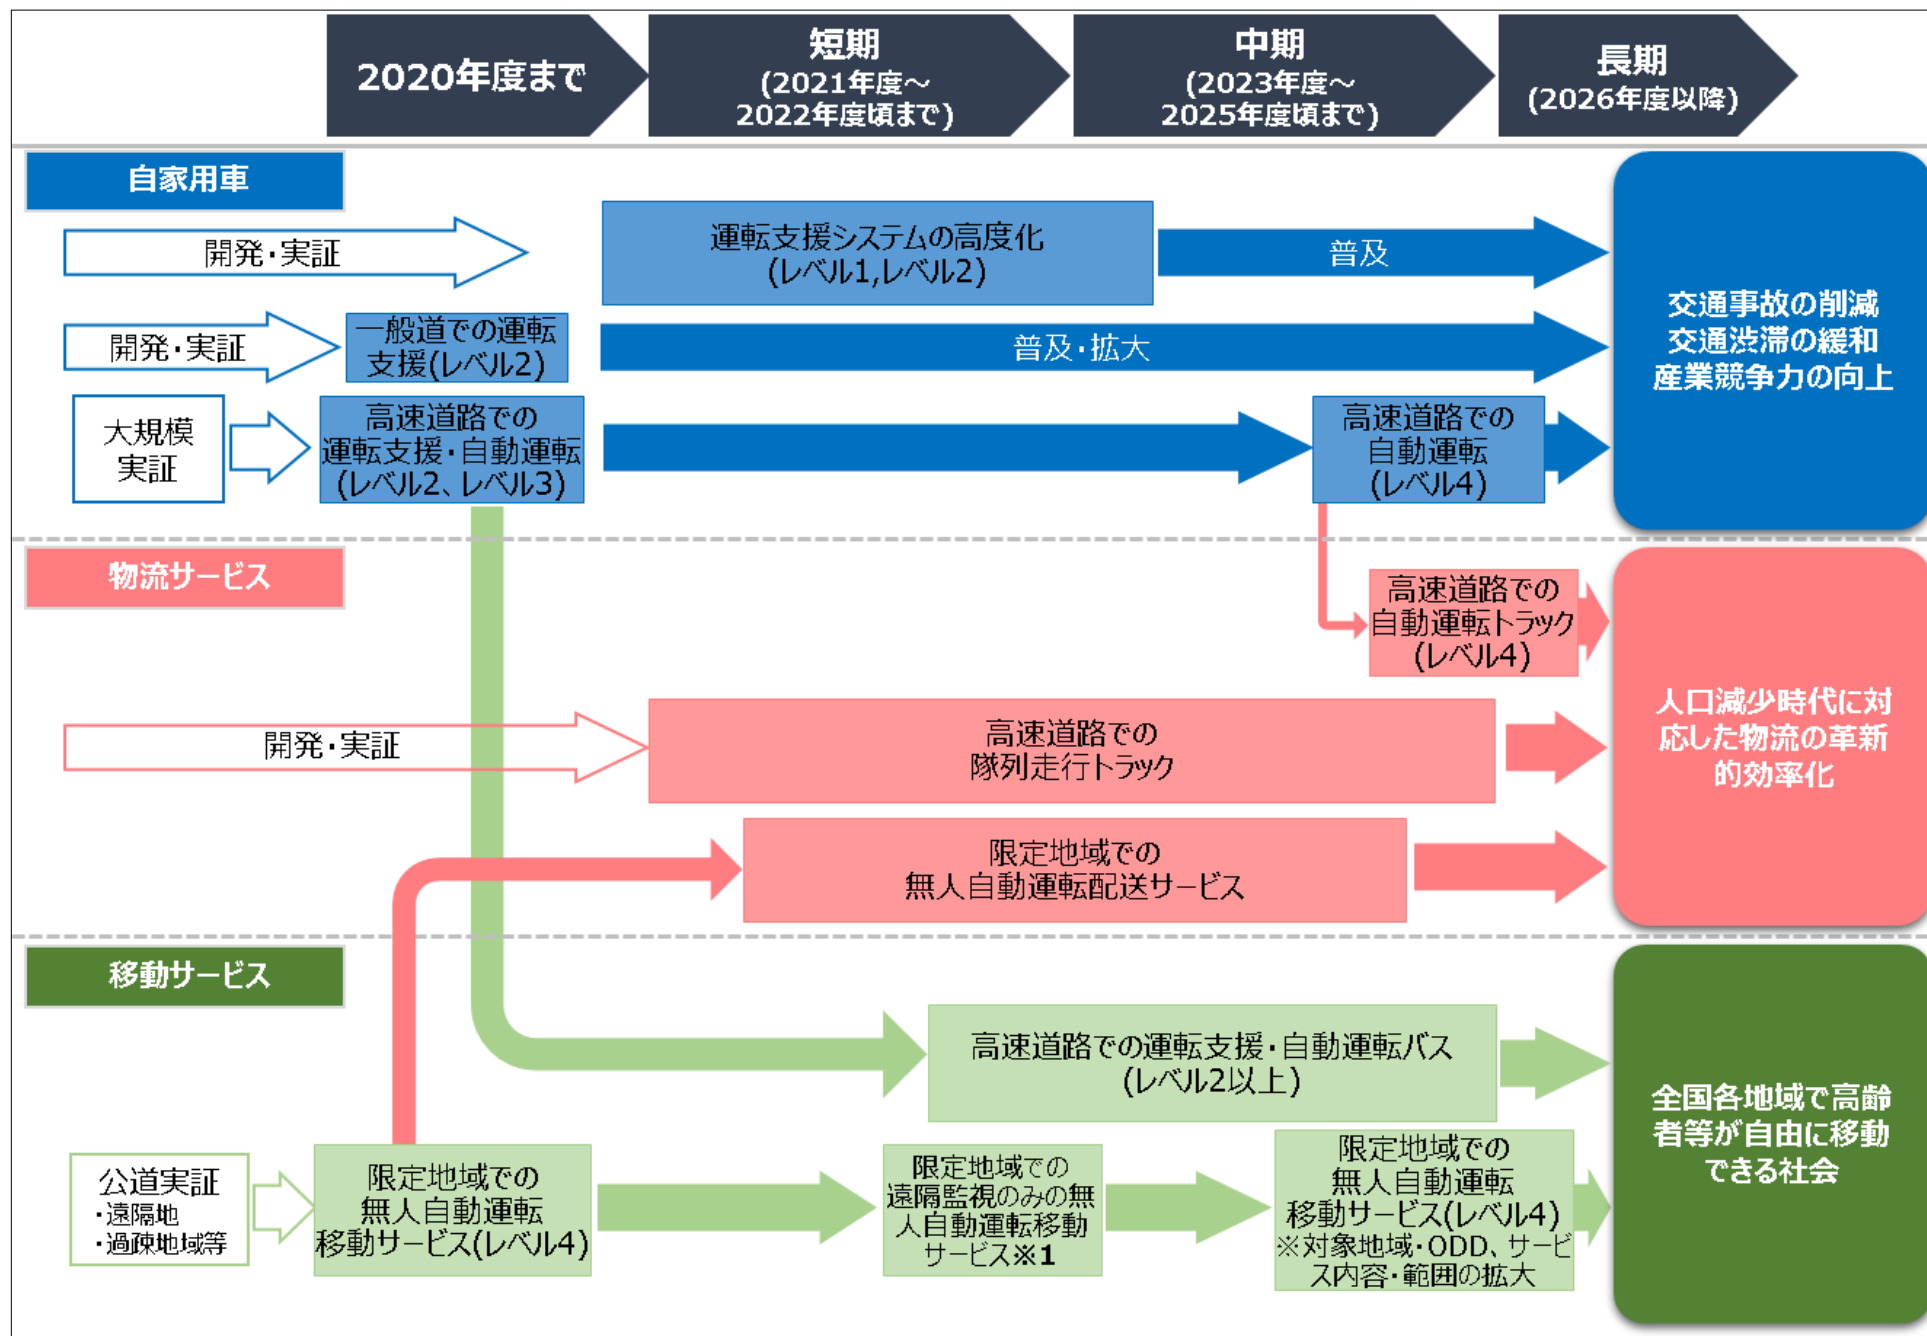 2020年度まで
短期
(2021年度～
2022年度頃まで)
中期
(2023年度～
2025年度頃まで)
長期
(2026年度以降)
自家用車
開発・実証
運転支援システムの高度化
(レベル1,レベル2)
普及
開発・実証
一般道での運転
支援(レベル2)
普及・拡大
大規模
実証
高速道路での
運転支援・自動運転
(レベル2、レベル3)
高速道路での
自動運転
(レベル4)
交通事故の削減
交通渋滞の緩和
産業競争力の向上
物流サービス
高速道路での
自動運転トラック
(レベル4)
開発・実証
高速道路での
隊列走行トラック
限定地域での
無人自動運転配送サービス
人口減少時代に対
応した物流の革新
的効率化
移動サービス
高速道路での運転支援・自動運転バス
(レベル2以上)
公道実証
・遠隔地
・過疎地域等
限定地域での
無人自動運転
移動サービス(レベル4)
限定地域での
遠隔監視のみの無
人自動運転移動
サービス※1
限定地域での
無人自動運転
移動サービス(レベル4)
※対象地域・ODD、サービ
ス内容・範囲の拡大
全国各地域で高齢
者等が自由に移動
できる社会